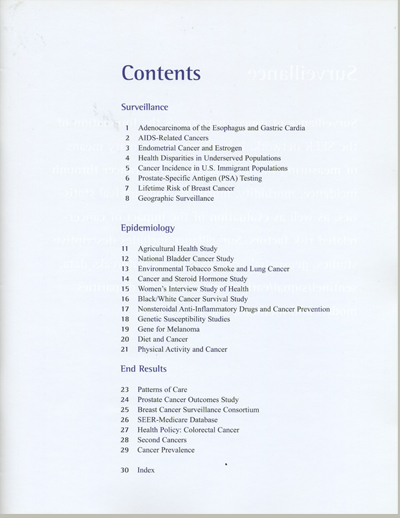 Contents
Surveillance
1 Adenocarcinoma of the Esophagus and Gastric Cardia
2 AIDS-Related Cancers
3 Endometrial Cancer and Estrogen
4 Health Disparities in Underserved Populations
5 Cancer Incidence in U.S. Immigrant Populations
6 Prostate-Specific Antigen (PSA) Testing
7 Lifetime Risk of Breast Cancer
8 Geographic Surveillance
Epidemiology
11 Agricultural Health Study
12 National Bladder Cancer Study
13 Environmental Tobacco Smoke and Lung Cancer
14 Cancer and Steroid Hormone Study
15 Women's Interview Study of Health
16 Black/White Cancer Survival Study
17 Nonsteroidal Anti-Inflammatory Drugs and Cancer Prevention
18 Genetic Susceptibility Studies
19 Gene for Melanoma
20 Diet and Cancer
21 Physical Activity and Cancer
End Results
23 Patterns of Care
24 Prostate Cancer Outcomes Study
25 Breast Cancer Surveillance Consortium
26 SEER-Medicare Database
27 Health Policy: Colorectal Cancer
28 Second Cancers
29 Cancer Prevalence
30 Index